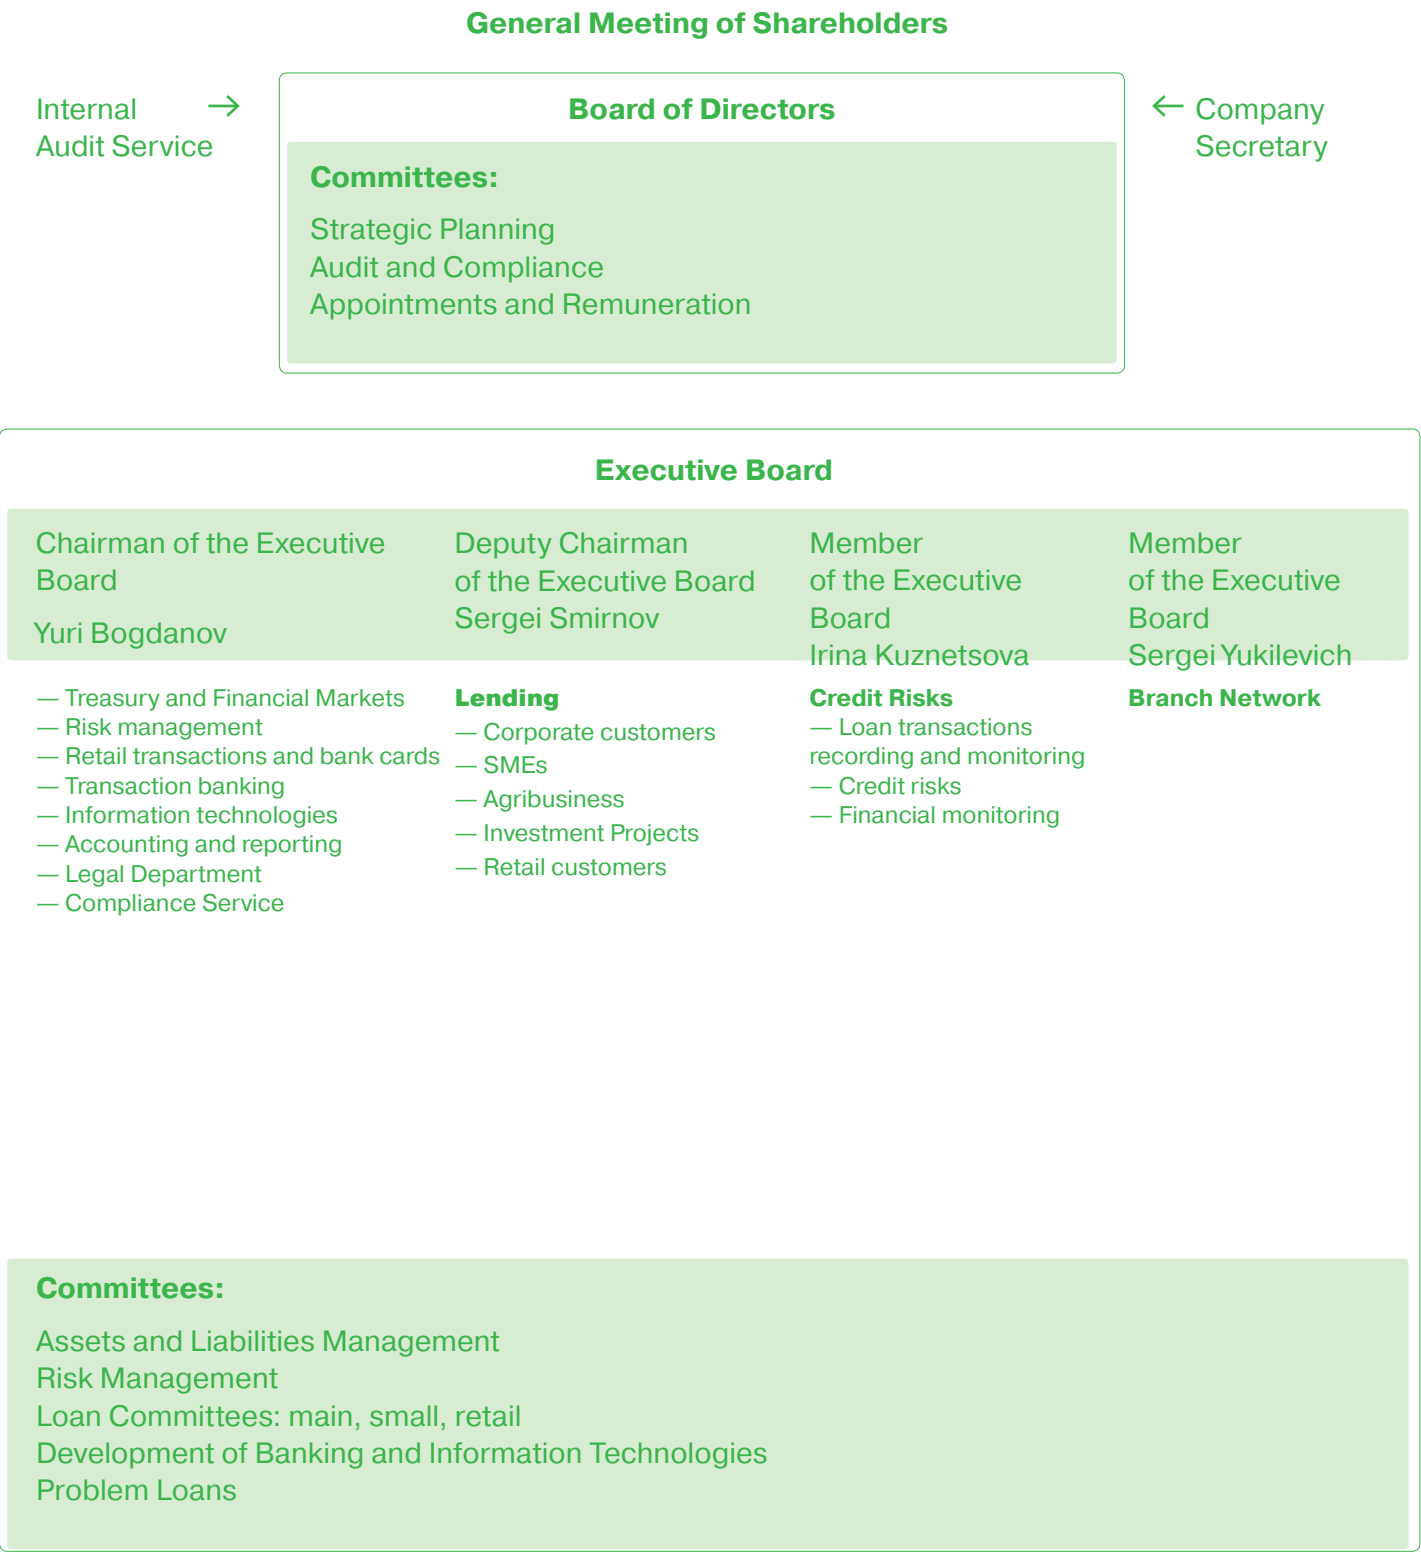 General Meeting of Shareholders
Internal
Audit Service
→
Board of Directors
← Company
Secretary
Committees:
Strategic Planning
Audit and Compliance
Appointments and Remuneration
Executive Board
Chairman of the Executive
Board
Yuri Bogdanov
Deputy Chairman
of the Executive Board
Sergei Smirnov
Member
of the Executive
Board
Irina Kuznetsova
Member
of the Executive
Board
Sergei Yukilevich
— Treasury and Financial Markets
— Risk management
— Retail transactions and bank cards
— Transaction banking
— Information technologies
— Accounting and reporting
— Legal Department
— Compliance Service
Lending
— Corporate customers
— SMEs
— Agribusiness
— Investment Projects
— Retail customers
Credit Risks
— Loan transactions
recording and monitoring
— Credit risks
— Financial monitoring
Branch Network
Committees:
Assets and Liabilities Management
Risk Management
Loan Committees: main, small, retail
Development of Banking and Information Technologies
Problem Loans